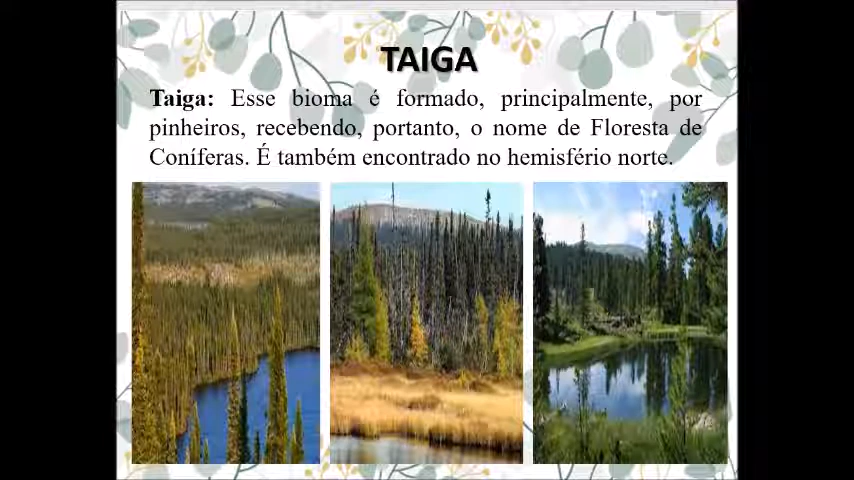 TAIGA
Taiga: Esse bioma é formado, principalmente, por
pinheiros, recebendo, portanto, o nome de Floresta de
Coníferas. É também encontrado no hemisfério norte.